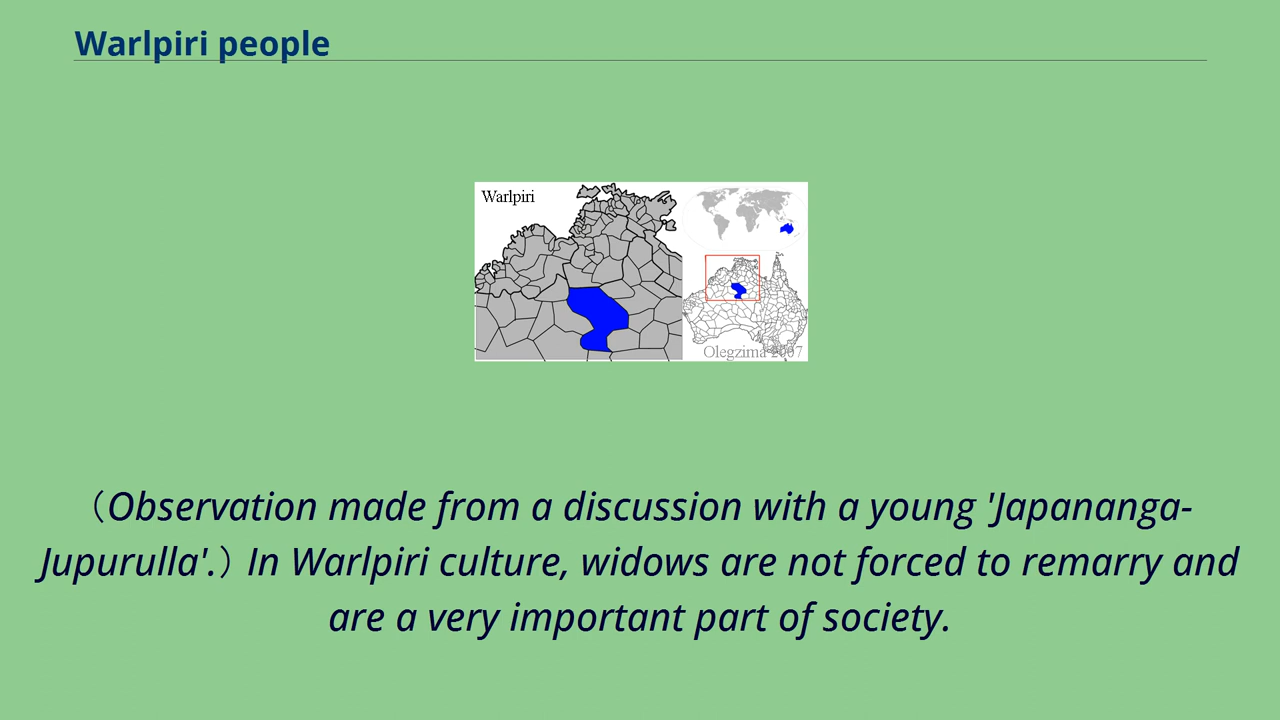 Warlpiri people
Warlpiri
Olegzima 2007
（Observation made from a discussion with a young 'Japananga-
Jupurulla'.）In Warlpiri culture, widows are not forced to remarry and
are a very important part of society.